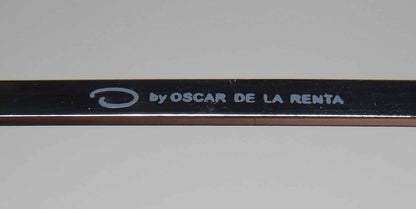 O by OSCAR DE LA RENTA